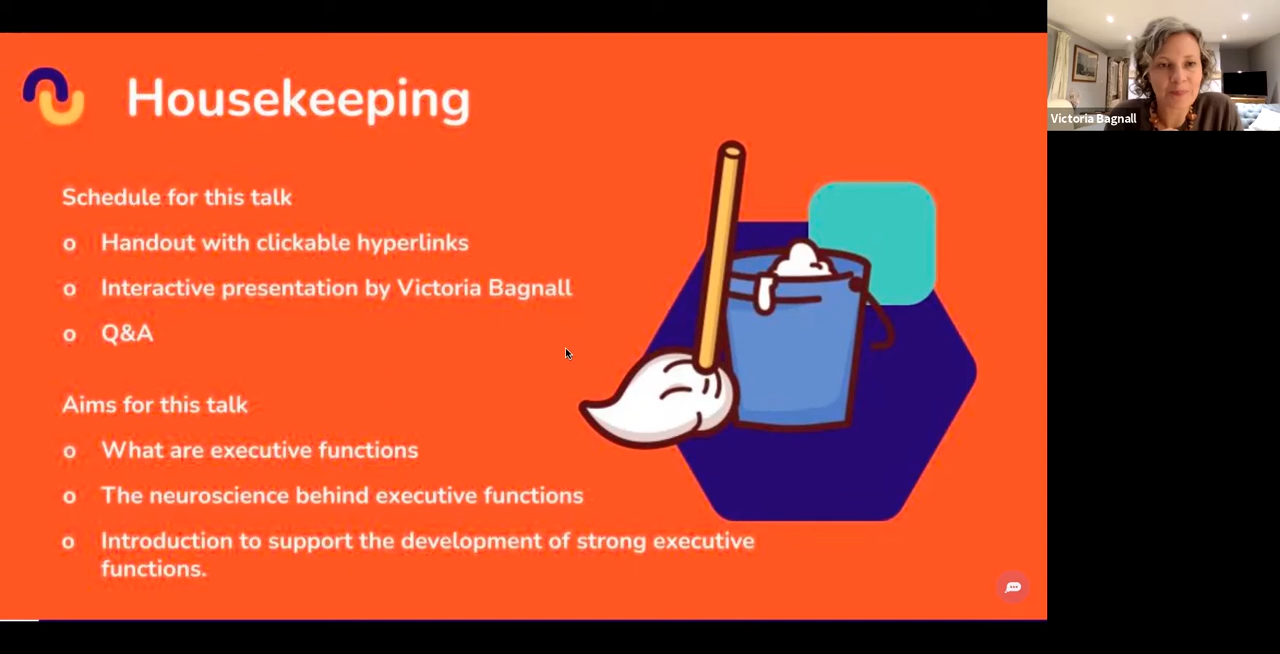 Housekeeping
Schedule for this talk
o Handout with clickable hyperlinks
o Interactive presentation by Victoria Bagnall
o Q&A
Aims for this talk
o What are executive functions
o The neuroscience behind executive functions
o Introduction to support the development of strong executive
functions.
Victoria Bagnall